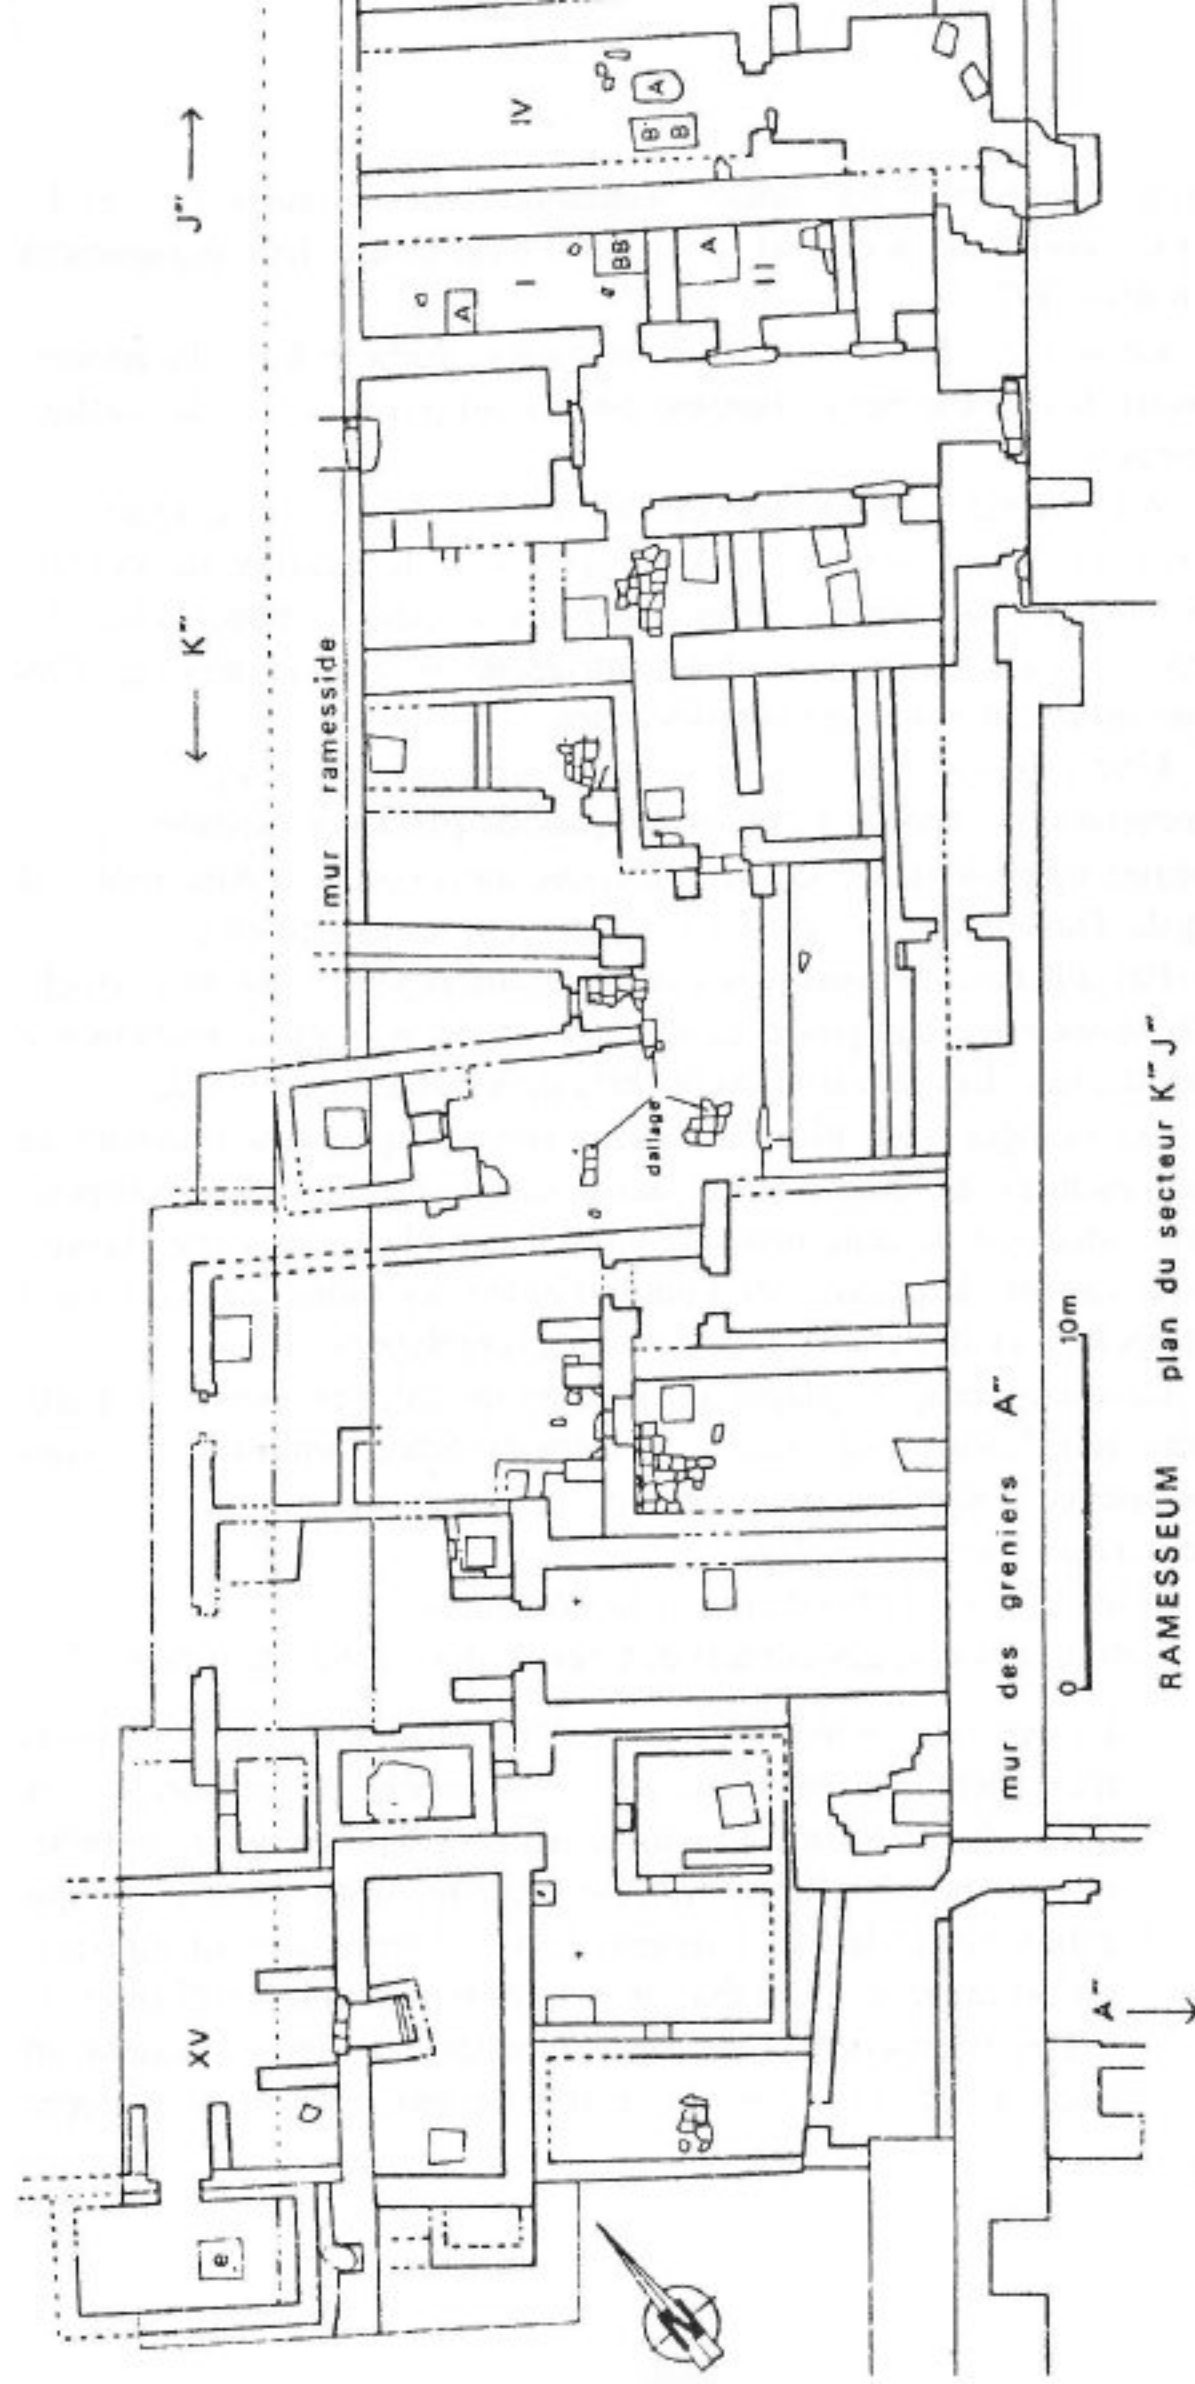 J'''
K'''
mur ramesside
IV
A
B B
I
A
BB
A
II
dallage
XV
e
N
mur des greniers A'''
A'''
0 10m
RAMESSEUM plan du secteur K''' J'''